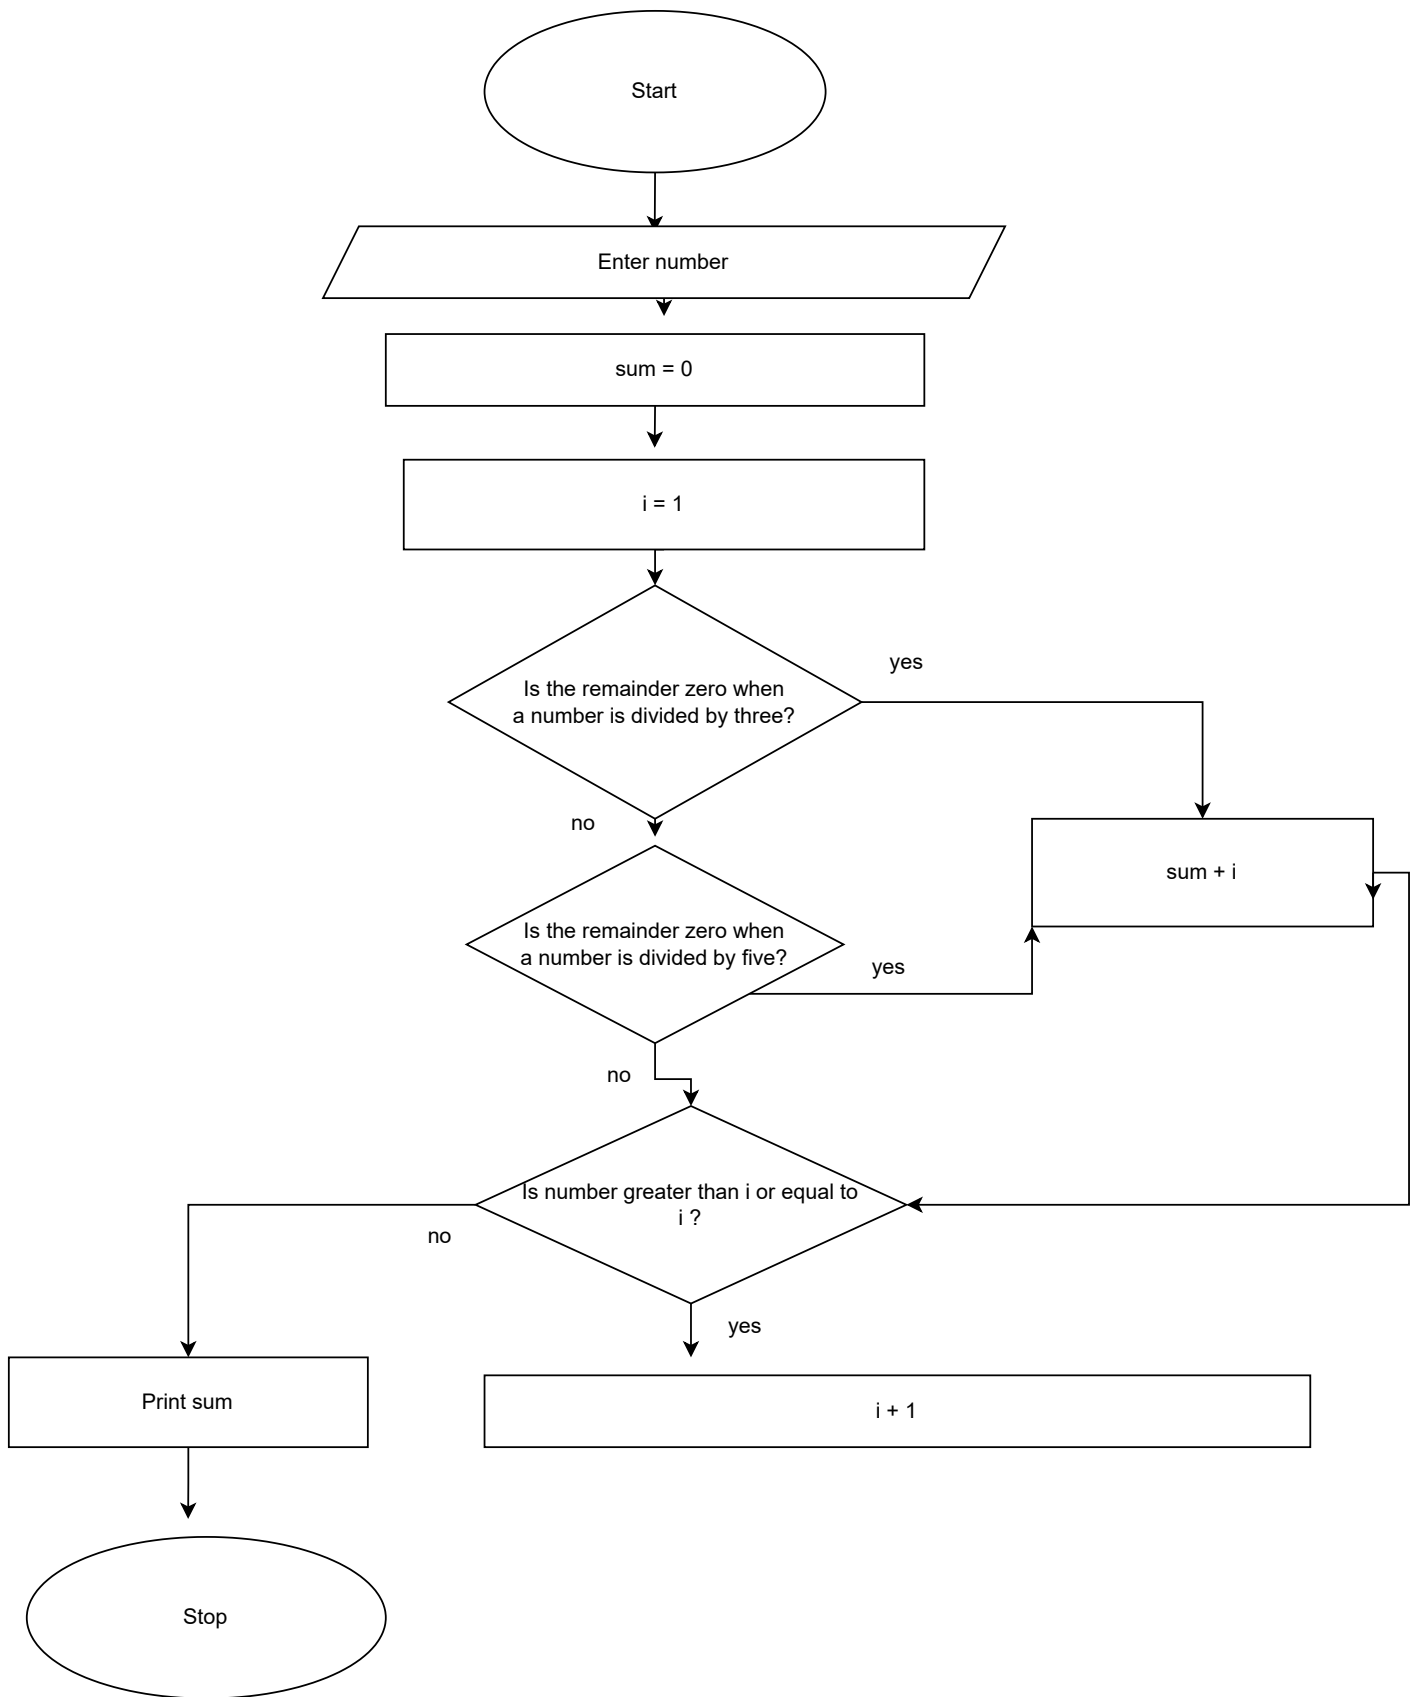 Start
Enter number
sum = 0
i = 1
Is the remainder zero when
a number is divided by three?
yes
no
sum + i
Is the remainder zero when
a number is divided by five?
yes
no
Is number greater than i or equal to
i ?
no
yes
Print sum
i + 1
Stop